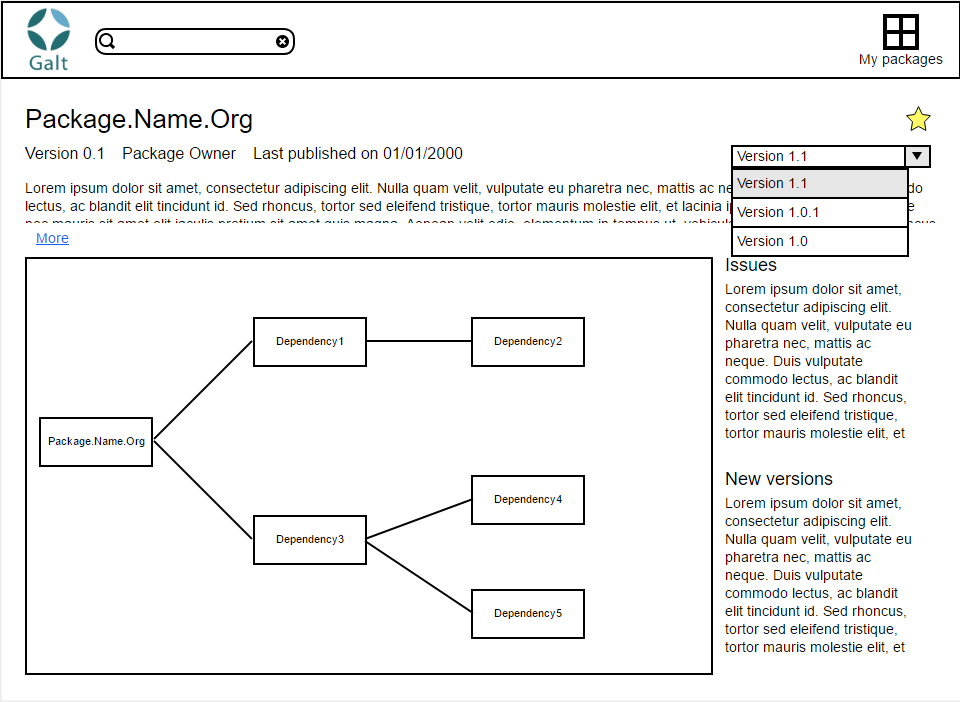 Galt
My packages
Package.Name.Org
Version 0.1 Package Owner Last published on 01/01/2000
Version 1.1
Version 1.1
Version 1.0.1
Version 1.0
Lorem ipsum dolor sit amet, consectetur adipiscing elit. Nulla quam velit, vulputate eu pharetra nec, mattis ac
lectus, ac blandit elit tincidunt id. Sed rhoncus, tortor sed eleifend tristique, tortor mauris molestie elit, et lacinia
More
Package.Name.Org
Dependency1
Dependency2
Dependency3
Dependency4
Dependency5
Issues
Lorem ipsum dolor sit amet,
consectetur adipiscing elit.
Nulla quam velit, vulputate eu
pharetra nec, mattis ac
neque. Duis vulputate
commodo lectus, ac blandit
elit tincidunt id. Sed rhoncus,
tortor sed eleifend tristique,
tortor mauris molestie elit, et
New versions
Lorem ipsum dolor sit amet,
consectetur adipiscing elit.
Nulla quam velit, vulputate eu
pharetra nec, mattis ac
neque. Duis vulputate
commodo lectus, ac blandit
elit tincidunt id. Sed rhoncus,
tortor sed eleifend tristique,
tortor mauris molestie elit, et